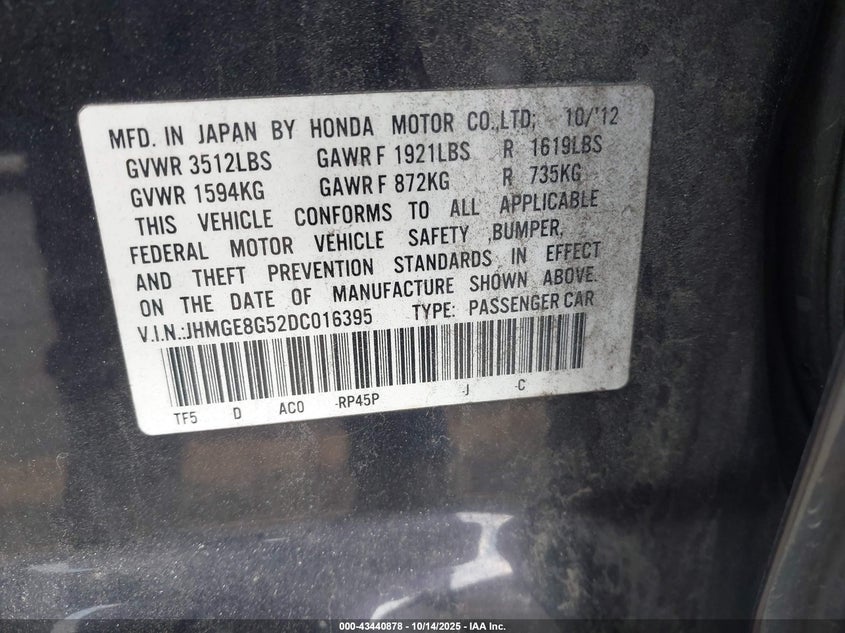 MFD. IN JAPAN BY HONDA MOTOR CO.,LTD; 10/'12
GVWR 3512LBS GAWR F 1921LBS R 1619LBS
GVWR 1594KG GAWR F 872KG R 735KG
THIS VEHICLE CONFORMS TO ALL APPLICABLE
FEDERAL MOTOR VEHICLE SAFETY ,BUMPER,
AND THEFT PREVENTION STANDARDS IN EFFECT
ON THE DATE OF MANUFACTURE SHOWN ABOVE.
V.I.N.:JHMGE8G52DC016395 TYPE: PASSENGER CAR
TF5 D AC0 -RP45P -J -C
000-43440878 - 10/14/2025 - IAA Inc.